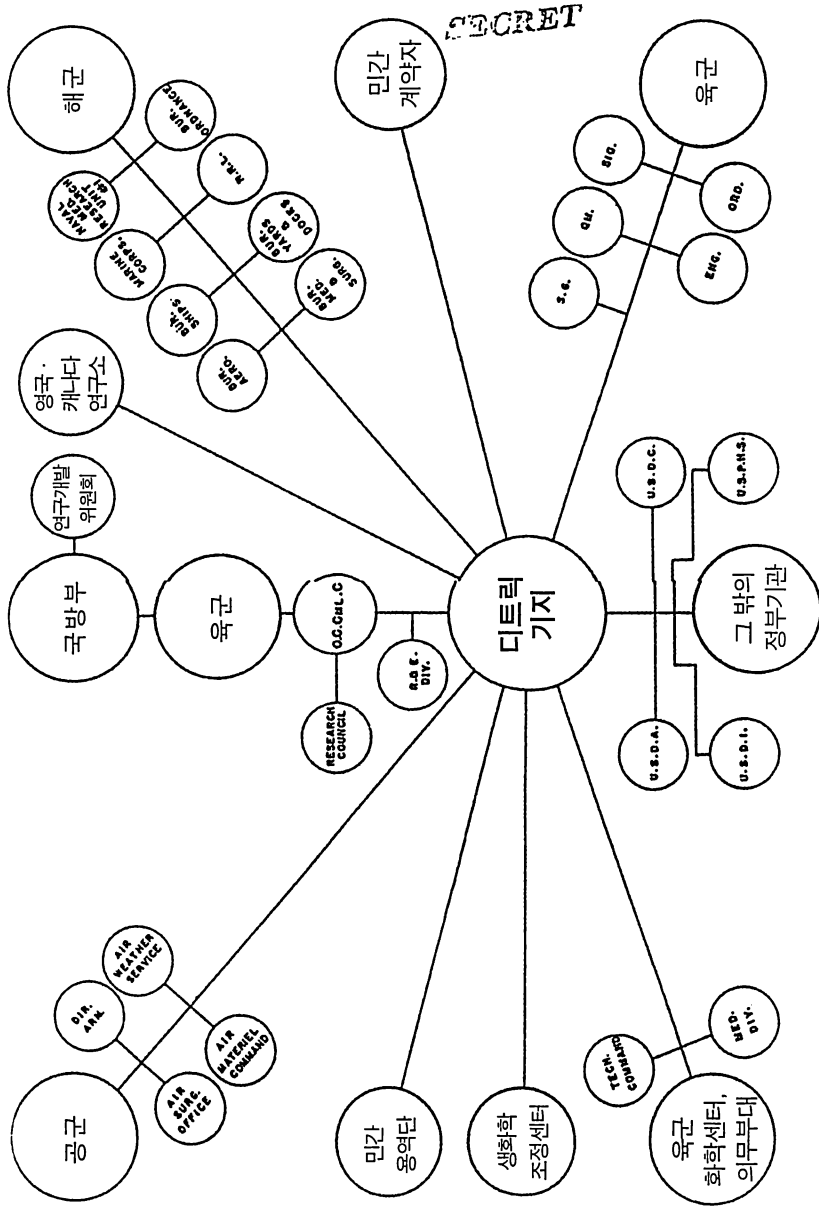 SECRET
공군
DIR.
ARM.
AIR
WEATHER
SERVICE
AIR
SURG.
OFFICE
AIR
MATERIEL
COMMAND
국방부
연구개발
위원회
육군
O.C.CML.C
RESEARCH
COUNCIL
R.& E.
DIV.
영국·
캐나다
연구소
해군
NAVAL
MED.
RESEARCH
UNIT
#1
BUR.
ORDNANCE
MARINE
CORPS.
N.R.L.
BUR.
SHIPS.
BUR.
YARDS
&
DOCKS
BUR.
AERO.
BUR.
MED.
&
SURG.
민간
계약자
육군
SIG.
ORD.
QM.
ENG.
S.G.
디트릭
기지
민간
용역단
생화학
조정센터
육군
화학센터,
의무부대
TECH.
COMMAND
MED.
DIV.
그 밖의
정부기관
U.S.D.A.
U.S.D.C.
U.S.D.I.
U.S.P.H.S.